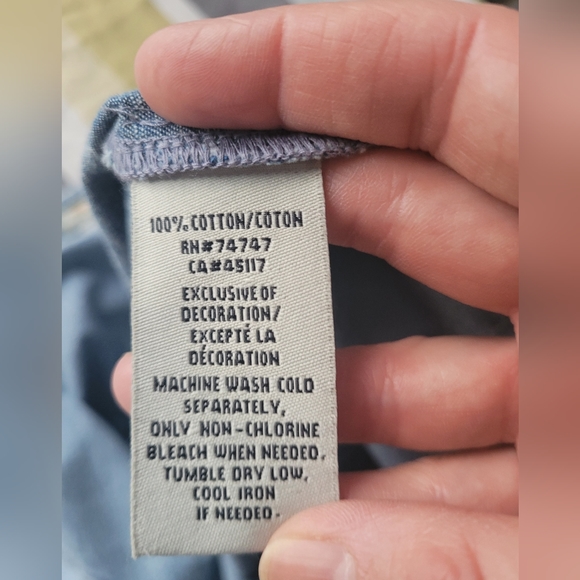 100% COTTON/COTON
RN#74747
CA#45117
EXCLUSIVE OF
DECORATION/
EXCEPTÉ LA
DÉCORATION
MACHINE WASH COLD
SEPARATELY,
ONLY NON-CHLORINE
BLEACH WHEN NEEDED,
TUMBLE DRY LOW,
COOL IRON
IF NEEDED.